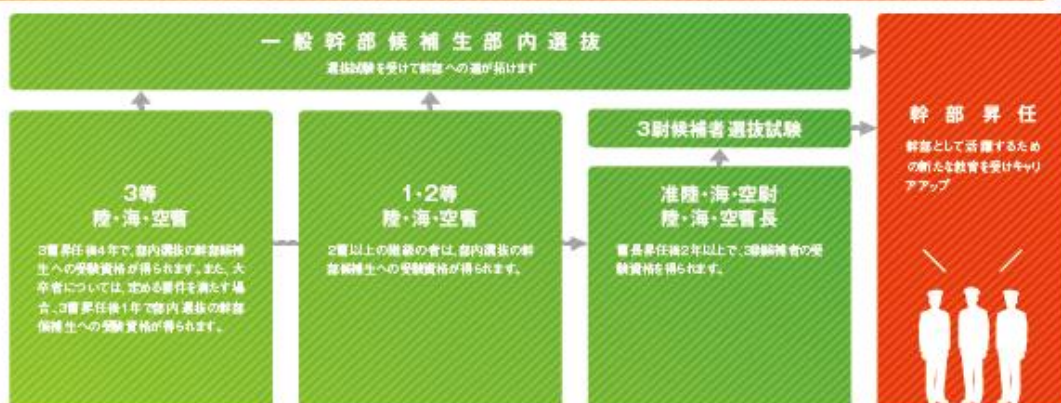 一般幹部候補生部内選抜
選抜試験を受けて幹部への道が拓けます
3尉候補者選抜試験
幹部昇任
幹部として活躍するため
の新たな教育を受けキャリ
アアップ
3等
陸・海・空曹
3曹昇任後4年で、部内選抜の幹部候補
生への受験資格が得られます。また、大
卒者については、定める要件を満たす場
合、3曹昇任後1年で部内選抜の幹部
候補生への受験資格が得られます。
1・2等
陸・海・空曹
2曹以上の階級の者は、部内選抜の幹
部候補生への受験資格が得られます。
准陸・海・空尉
陸・海・空曹長
曹長昇任後2年以上で、3尉候補者の受
験資格を得られます。